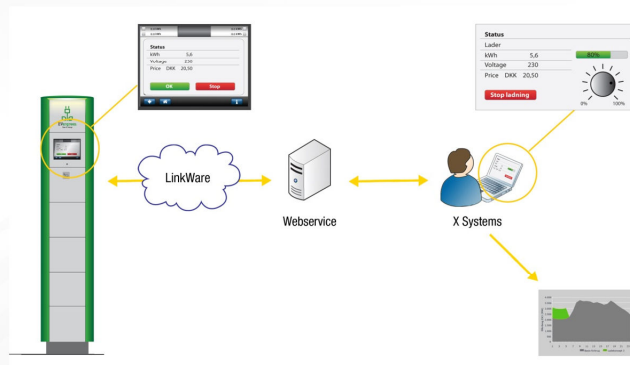 Status
kWh 5,6
Voltage 230
Price DKK 20,50
OK Stop
Status
Lader
kWh 5,6
Voltage 230
Price DKK 20,50
80%
Stop ladning
0% 100%
LinkWare
Webservice
X Systems